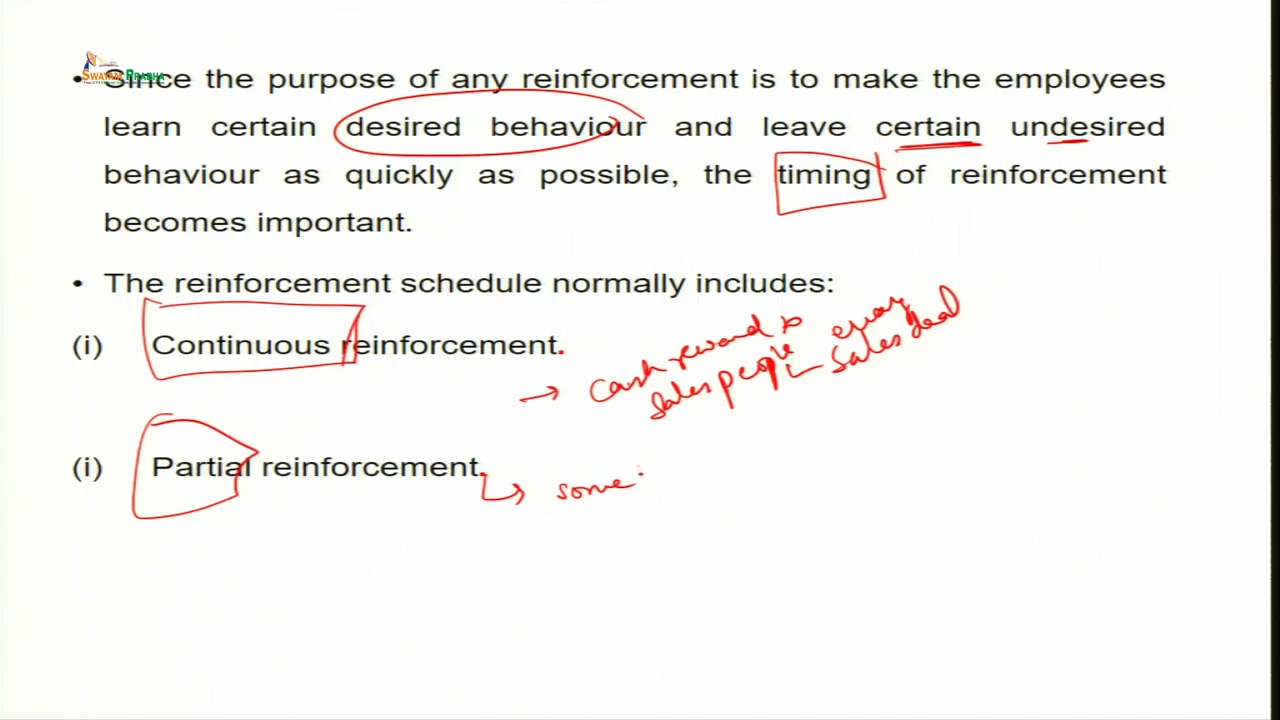 SWAYAM PRABHA
• Since the purpose of any reinforcement is to make the employees
learn certain desired behaviour and leave certain undesired
behaviour as quickly as possible, the timing of reinforcement
becomes important.
• The reinforcement schedule normally includes:
(i) Continuous reinforcement.
→ cash reward to
salespeople every
sales deal
(i) Partial reinforcement.
some